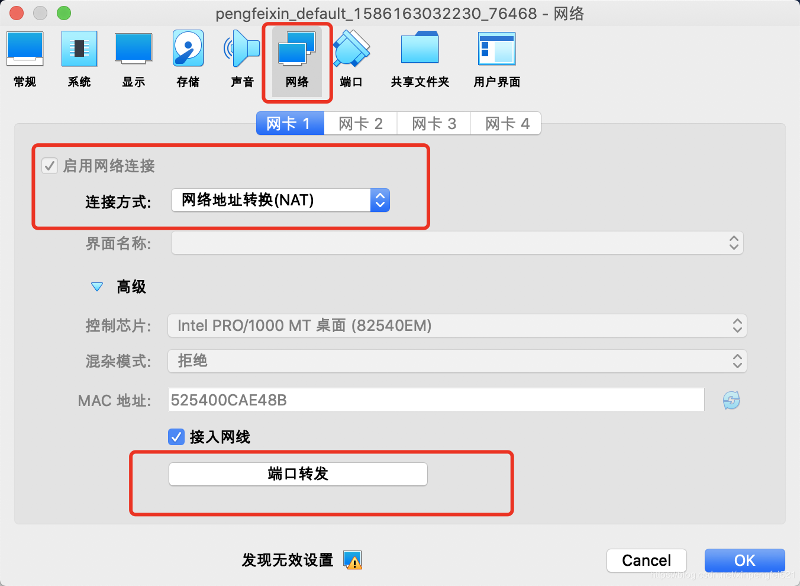 pengfeixin_default_1586163032230_76468 - 网络
常规 系统 显示 存储 声音 网络 端口 共享文件夹 用户界面
网卡 1 网卡 2 网卡 3 网卡 4
启用网络连接
连接方式: 网络地址转换(NAT)
界面名称:
高级
控制芯片: Intel PRO/1000 MT 桌面 (82540EM)
混杂模式: 拒绝
MAC 地址: 525400CAE48B
接入网线
端口转发
发现无效设置 Cancel OK